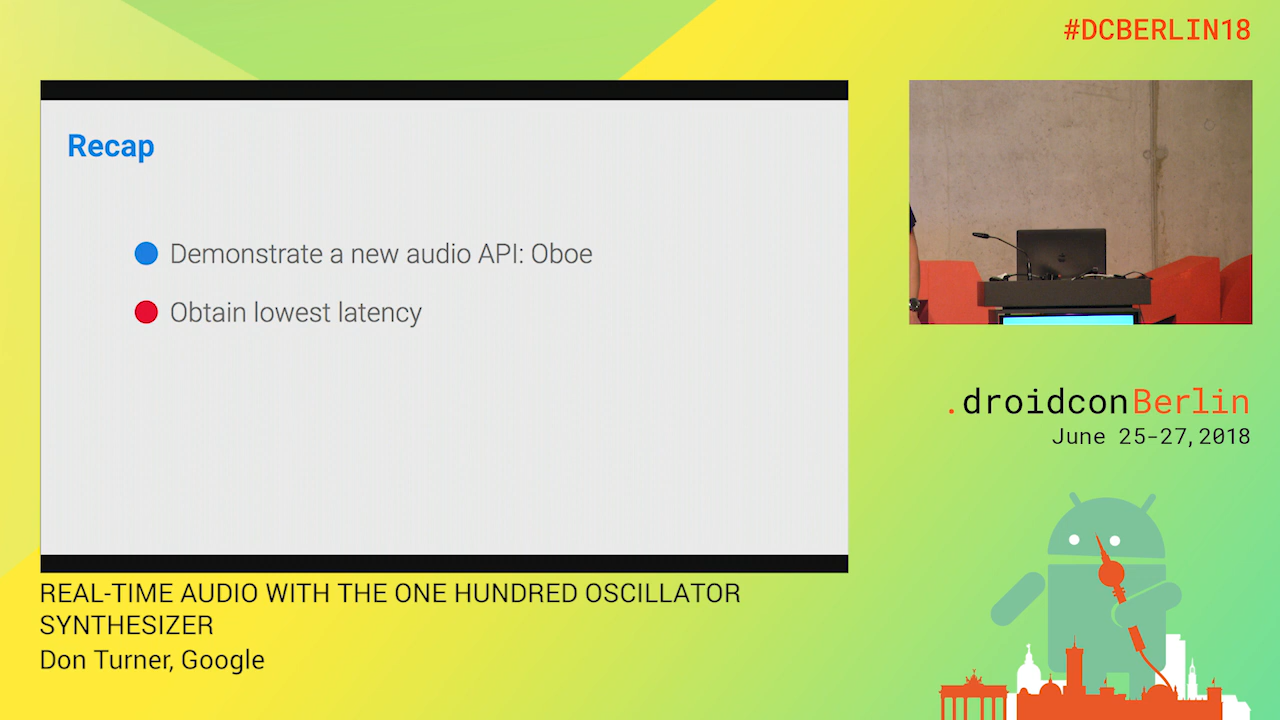 #DCBERLIN18
Recap
Demonstrate a new audio API: Oboe
Obtain lowest latency
.droidconBerlin
June 25-27, 2018
REAL-TIME AUDIO WITH THE ONE HUNDRED OSCILLATOR
SYNTHESIZER
Don Turner, Google